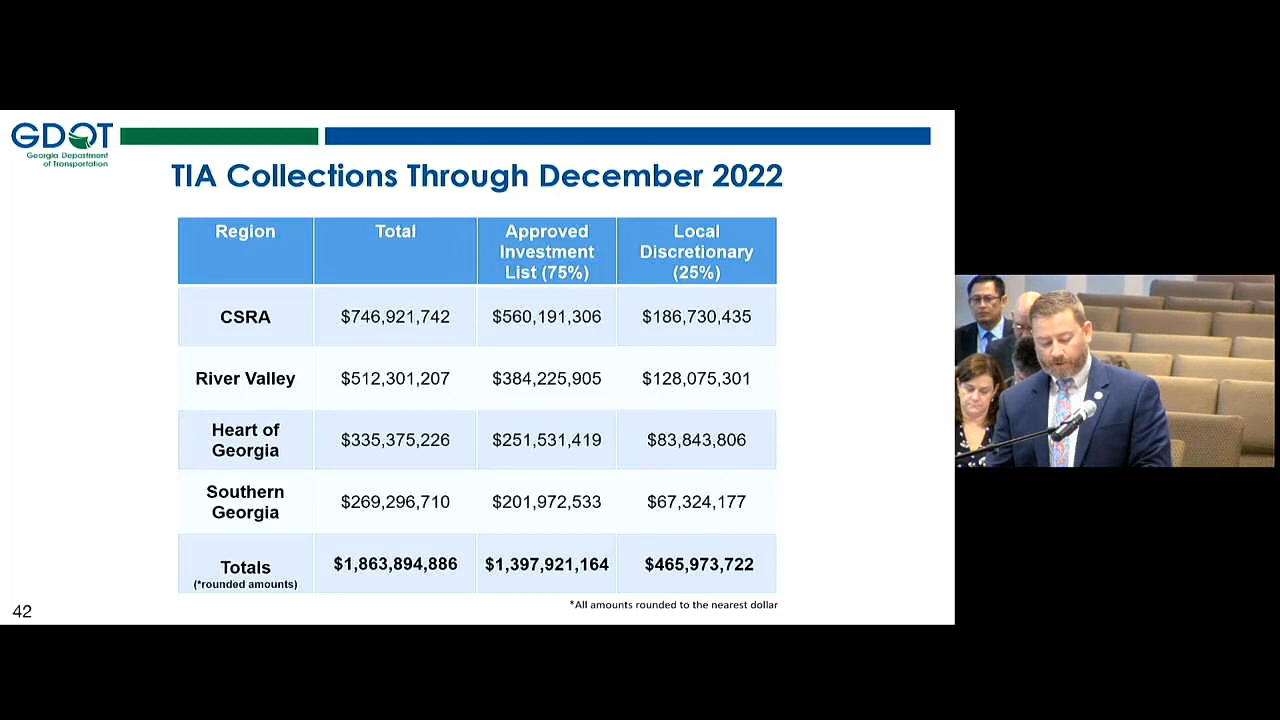 GDOT
Georgia Department
of Transportation
TIA Collections Through December 2022
Region
Total
Approved
Investment
List (75%)
Local
Discretionary
(25%)
CSRA
$746,921,742
$560,191,306
$186,730,435
River Valley
$512,301,207
$384,225,905
$128,075,301
Heart of
Georgia
$335,375,226
$251,531,419
$83,843,806
Southern
Georgia
$269,296,710
$201,972,533
$67,324,177
Totals
(*rounded amounts)
$1,863,894,886
$1,397,921,164
$465,973,722
*All amounts rounded to the nearest dollar
42